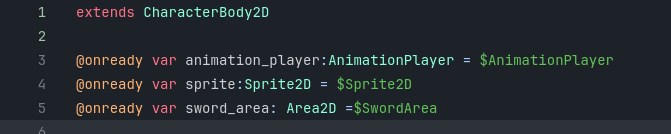 1 extends CharacterBody2D
2
3 @onready var animation_player:AnimationPlayer = $AnimationPlayer
4 @onready var sprite:Sprite2D = $Sprite2D
5 @onready var sword_area: Area2D =$SwordArea
6